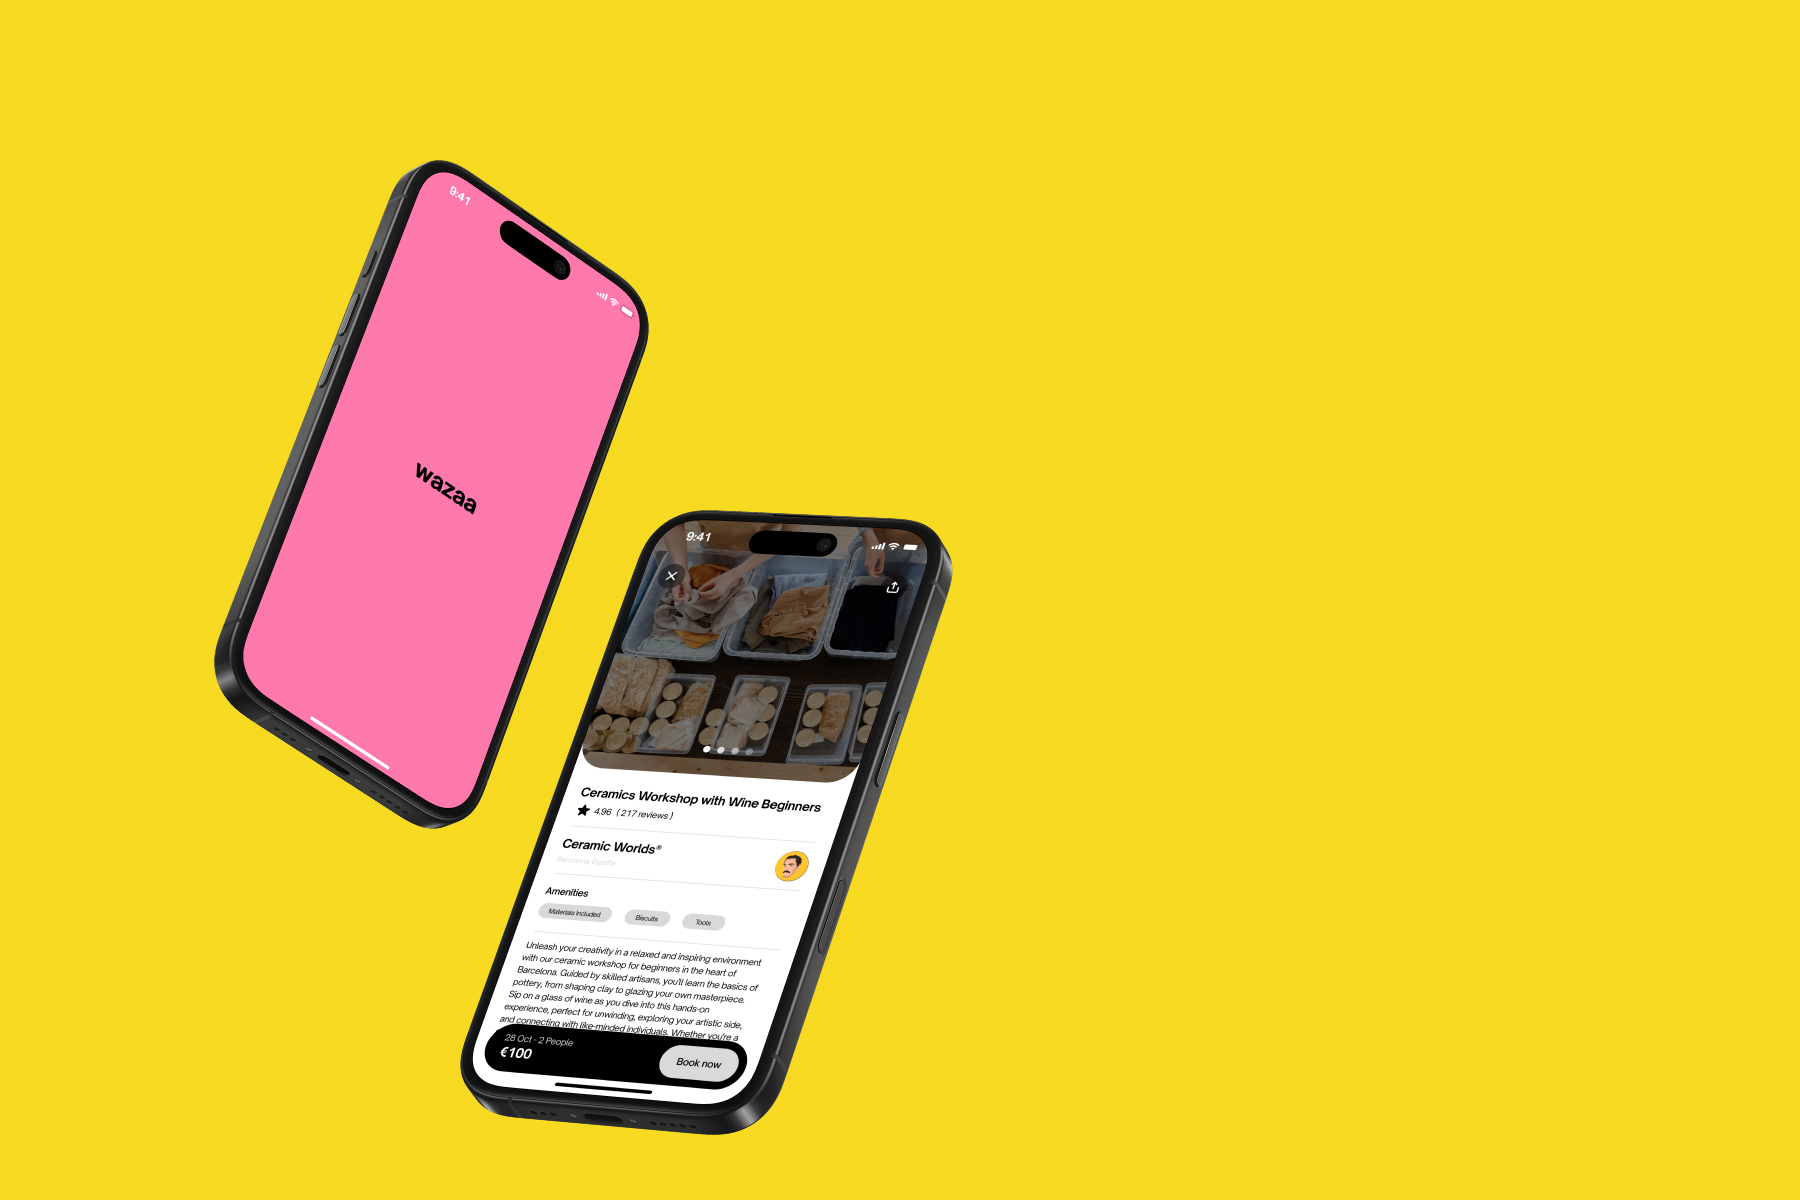 9:41
wazaa
9:41
Ceramics Workshop with Wine Beginners
4.96 ( 217 reviews )
Ceramic Worlds®
Barcelona, España
Amenities
Materials Included
Biscuits
Tools
Unleash your creativity in a relaxed and inspiring environment
with our ceramic workshop for beginners in the heart of
Barcelona. Guided by skilled artisans, you'll learn the basics of
pottery, from shaping clay to glazing your own masterpiece.
Sip on a glass of wine as you dive into this hands-on
experience, perfect for unwinding, exploring your artistic side,
and connecting with like-minded individuals. Whether you're a
28 Oct - 2 People
€100
Book now